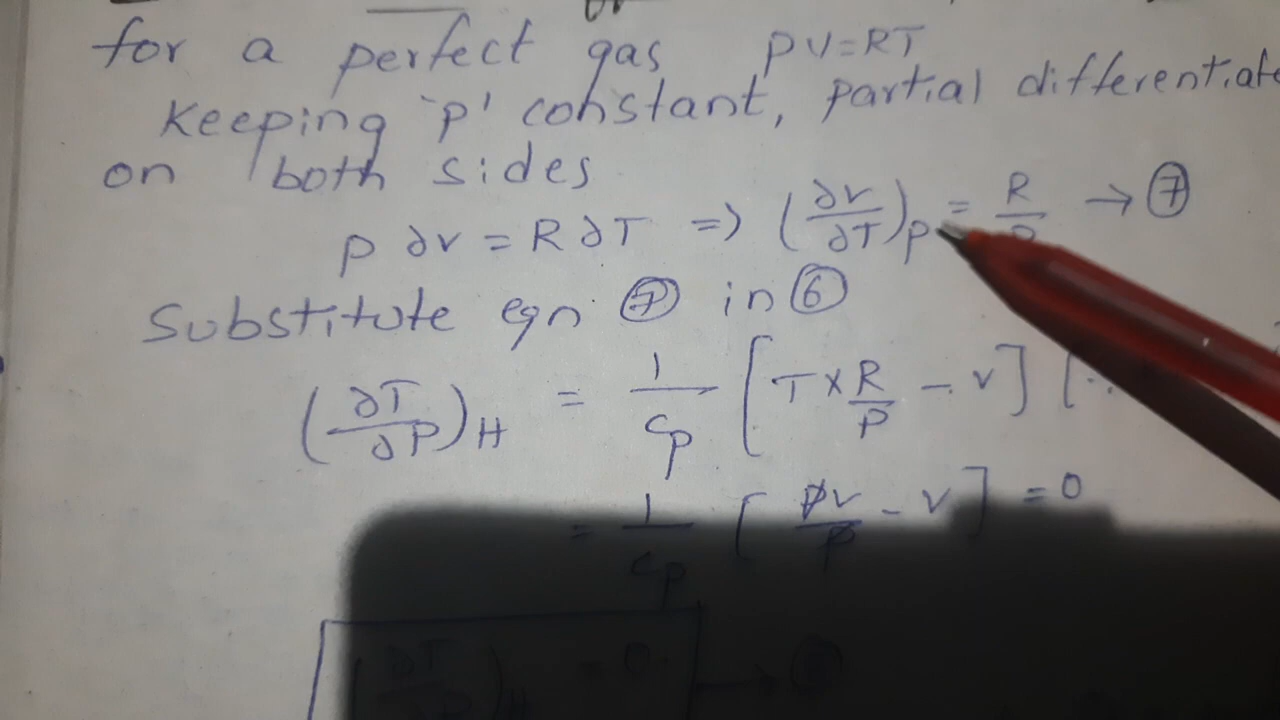 for a perfect gas PV=RT
Keeping 'p' constant, partial differentiate
on both sides
p ∂v = R ∂T => (∂v/∂T)p = R/P → ⑦
Substitute eqn ⑦ in ⑥
(∂T/∂P)H = 1/Cp [T × R/P - v] [∵
= 1/Cp [PV/P - v] = 0
(∂T/∂P)H = 0 →